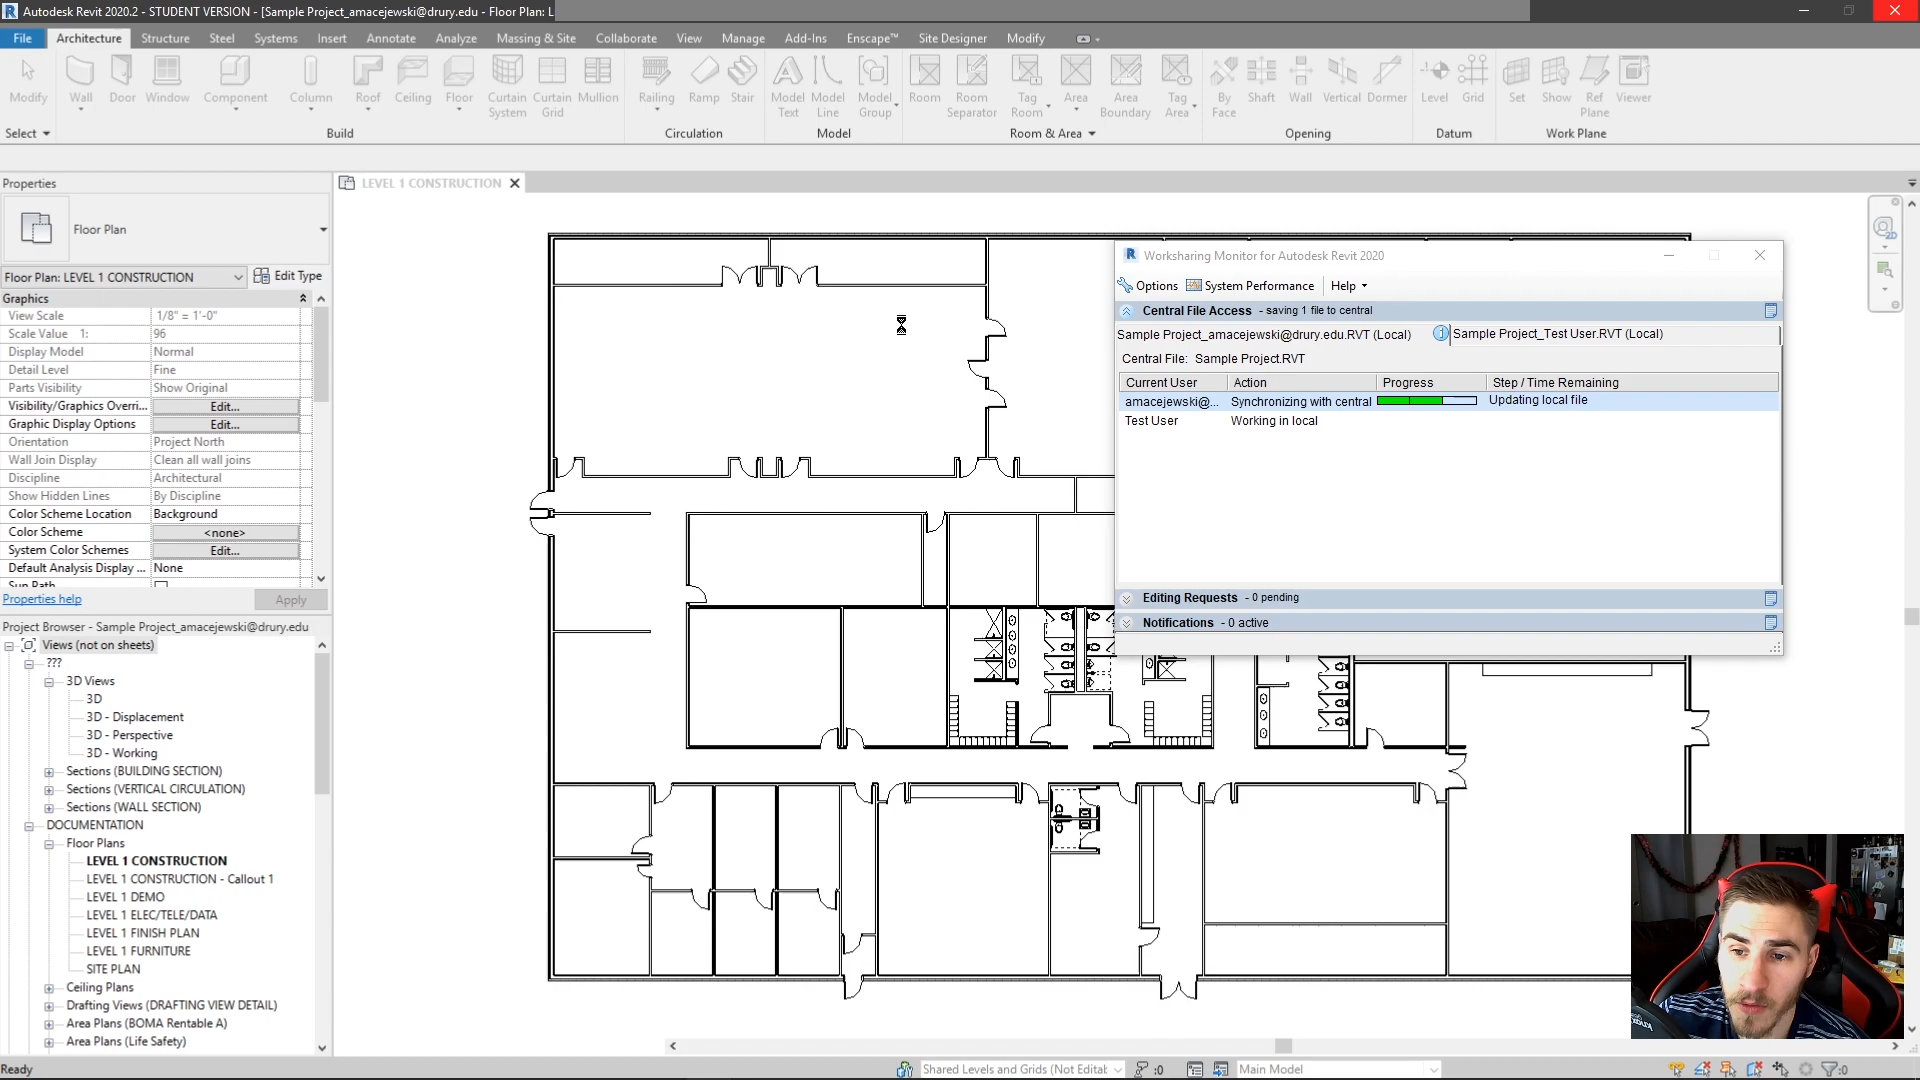 Autodesk Revit 2020.2 - STUDENT VERSION - [Sample Project_amacejewski@drury.edu - Floor Plan: L
File Architecture Structure Steel Systems Insert Annotate Analyze Massing & Site Collaborate View Manage Add-Ins Enscape™ Site Designer Modify
Modify Wall Door Window Component Column Roof Ceiling Floor Curtain System Curtain Grid Mullion Railing Ramp Stair Model Text Model Line Model Group Room Room Separator Tag Room Area Area Boundary Tag Area By Face Shaft Wall Vertical Dormer Level Grid Set Show Ref Plane Viewer
Select Build Circulation Model Room & Area Opening Datum Work Plane
Properties
LEVEL 1 CONSTRUCTION
Floor Plan
Floor Plan: LEVEL 1 CONSTRUCTION Edit Type
Graphics
View Scale 1/8" = 1'-0"
Scale Value 1: 96
Display Model Normal
Detail Level Fine
Parts Visibility Show Original
Visibility/Graphics Overri... Edit...
Graphic Display Options Edit...
Orientation Project North
Wall Join Display Clean all wall joins
Discipline Architectural
Show Hidden Lines By Discipline
Color Scheme Location Background
Color Scheme <none>
System Color Schemes Edit...
Default Analysis Display ... None
Sun Path
Properties help Apply
Project Browser - Sample Project_amacejewski@drury.edu
Views (not on sheets)
???
3D Views
3D
3D - Displacement
3D - Perspective
3D - Working
Sections (BUILDING SECTION)
Sections (VERTICAL CIRCULATION)
Sections (WALL SECTION)
DOCUMENTATION
Floor Plans
LEVEL 1 CONSTRUCTION
LEVEL 1 CONSTRUCTION - Callout 1
LEVEL 1 DEMO
LEVEL 1 ELEC/TELE/DATA
LEVEL 1 FINISH PLAN
LEVEL 1 FURNITURE
SITE PLAN
Ceiling Plans
Drafting Views (DRAFTING VIEW DETAIL)
Area Plans (BOMA Rentable A)
Area Plans (Life Safety)
Worksharing Monitor for Autodesk Revit 2020
Options System Performance Help
Central File Access - saving 1 file to central
Sample Project_amacejewski@drury.edu.RVT (Local) Sample Project_Test User.RVT (Local)
Central File: Sample Project.RVT
Current User Action Progress Step / Time Remaining
amacejewski@... Synchronizing with central Updating local file
Test User Working in local
Editing Requests - 0 pending
Notifications - 0 active
2D
Ready
Shared Levels and Grids (Not Editab :0 Main Model :0